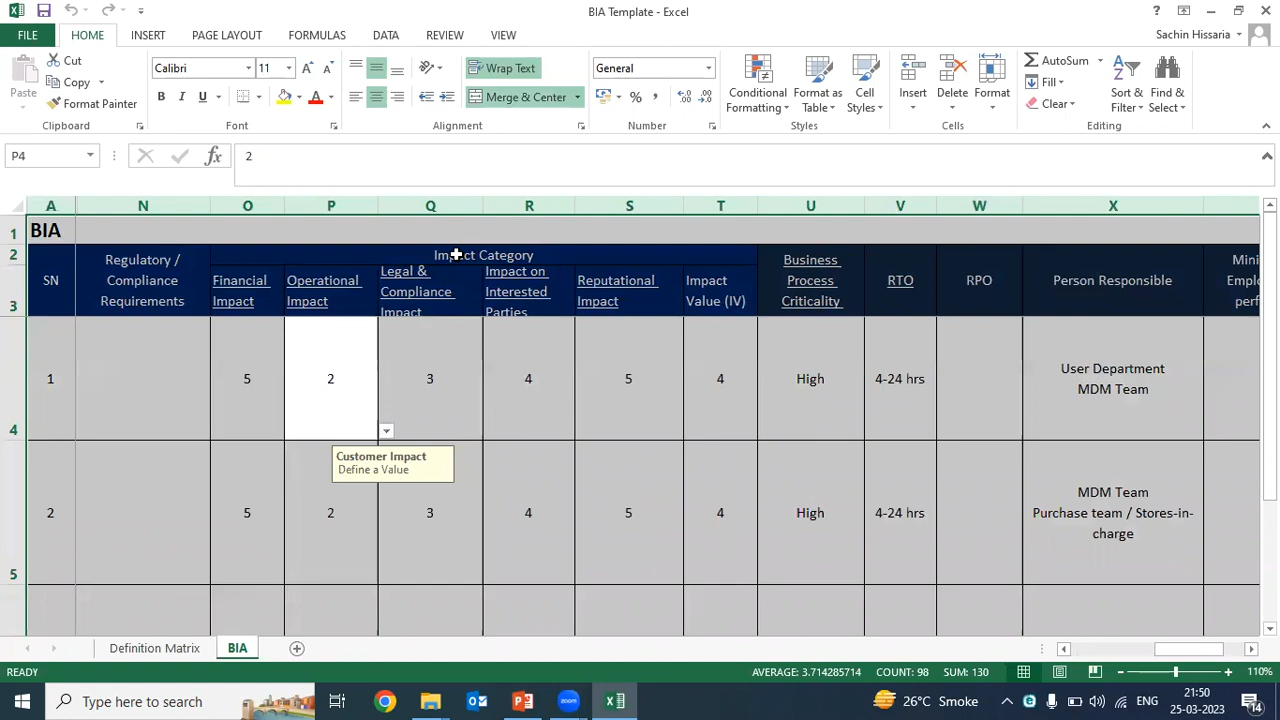 BIA Template - Excel
?
FILE
HOME
INSERT
PAGE LAYOUT
FORMULAS
DATA
REVIEW
VIEW
Sachin Hissaria
Paste
Cut
Copy
Format Painter
Clipboard
Calibri
11
A
A
B
I
U
A
Font
Wrap Text
Merge & Center
Alignment
General
%
Number
Conditional
Formatting
Format as
Table
Cell
Styles
Styles
Insert
Delete
Format
Cells
AutoSum
Fill
Clear
Sort &
Filter
Find &
Select
Editing
P4
fx
2
A N O P Q R S T U V W X
1
BIA
2
3
4
5
SN
Regulatory /
Compliance
Requirements
Impact Category
Financial
Impact
Operational
Impact
Legal &
Compliance
Impact
Impact on
Interested
Parties
Reputational
Impact
Impact
Value (IV)
Business
Process
Criticality
RTO
RPO
Person Responsible
1 5 2 3 4 5 4 High 4-24 hrs
User Department
MDM Team
Customer Impact
Define a Value
2 5 2 3 4 5 4 High 4-24 hrs
MDM Team
Purchase team / Stores-in-
charge
Definition Matrix
BIA
READY
AVERAGE: 3.714285714
COUNT: 98
SUM: 130
110%
Type here to search
26°C Smoke
ENG
21:50
25-03-2023
14